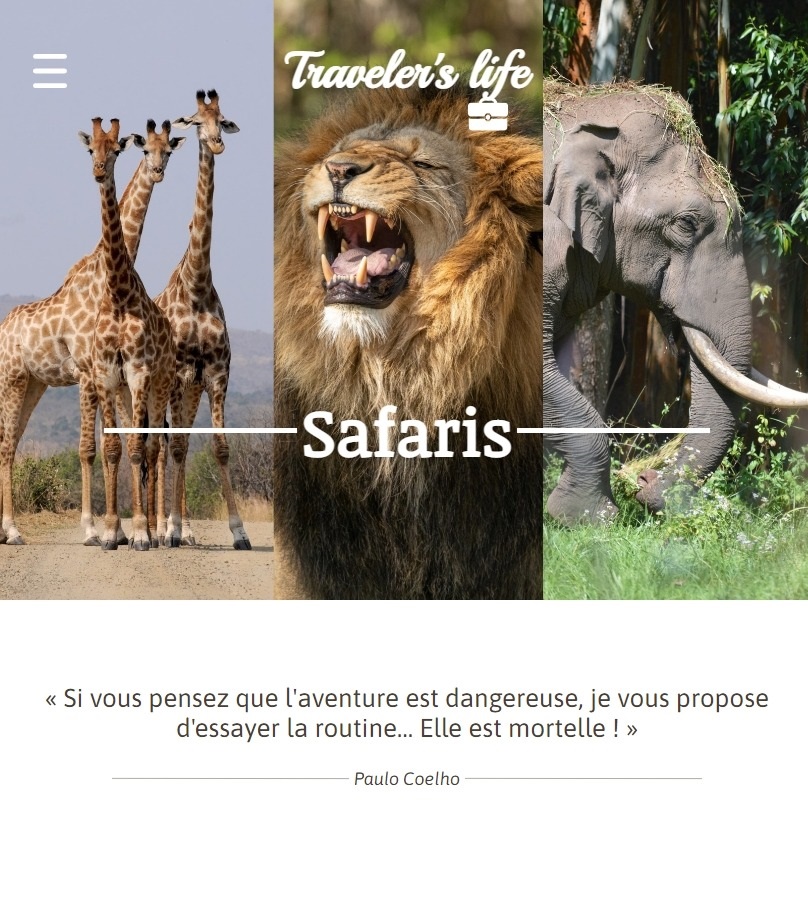 Traveler's life
Safaris
« Si vous pensez que l'aventure est dangereuse, je vous propose
d'essayer la routine... Elle est mortelle ! »
Paulo Coelho